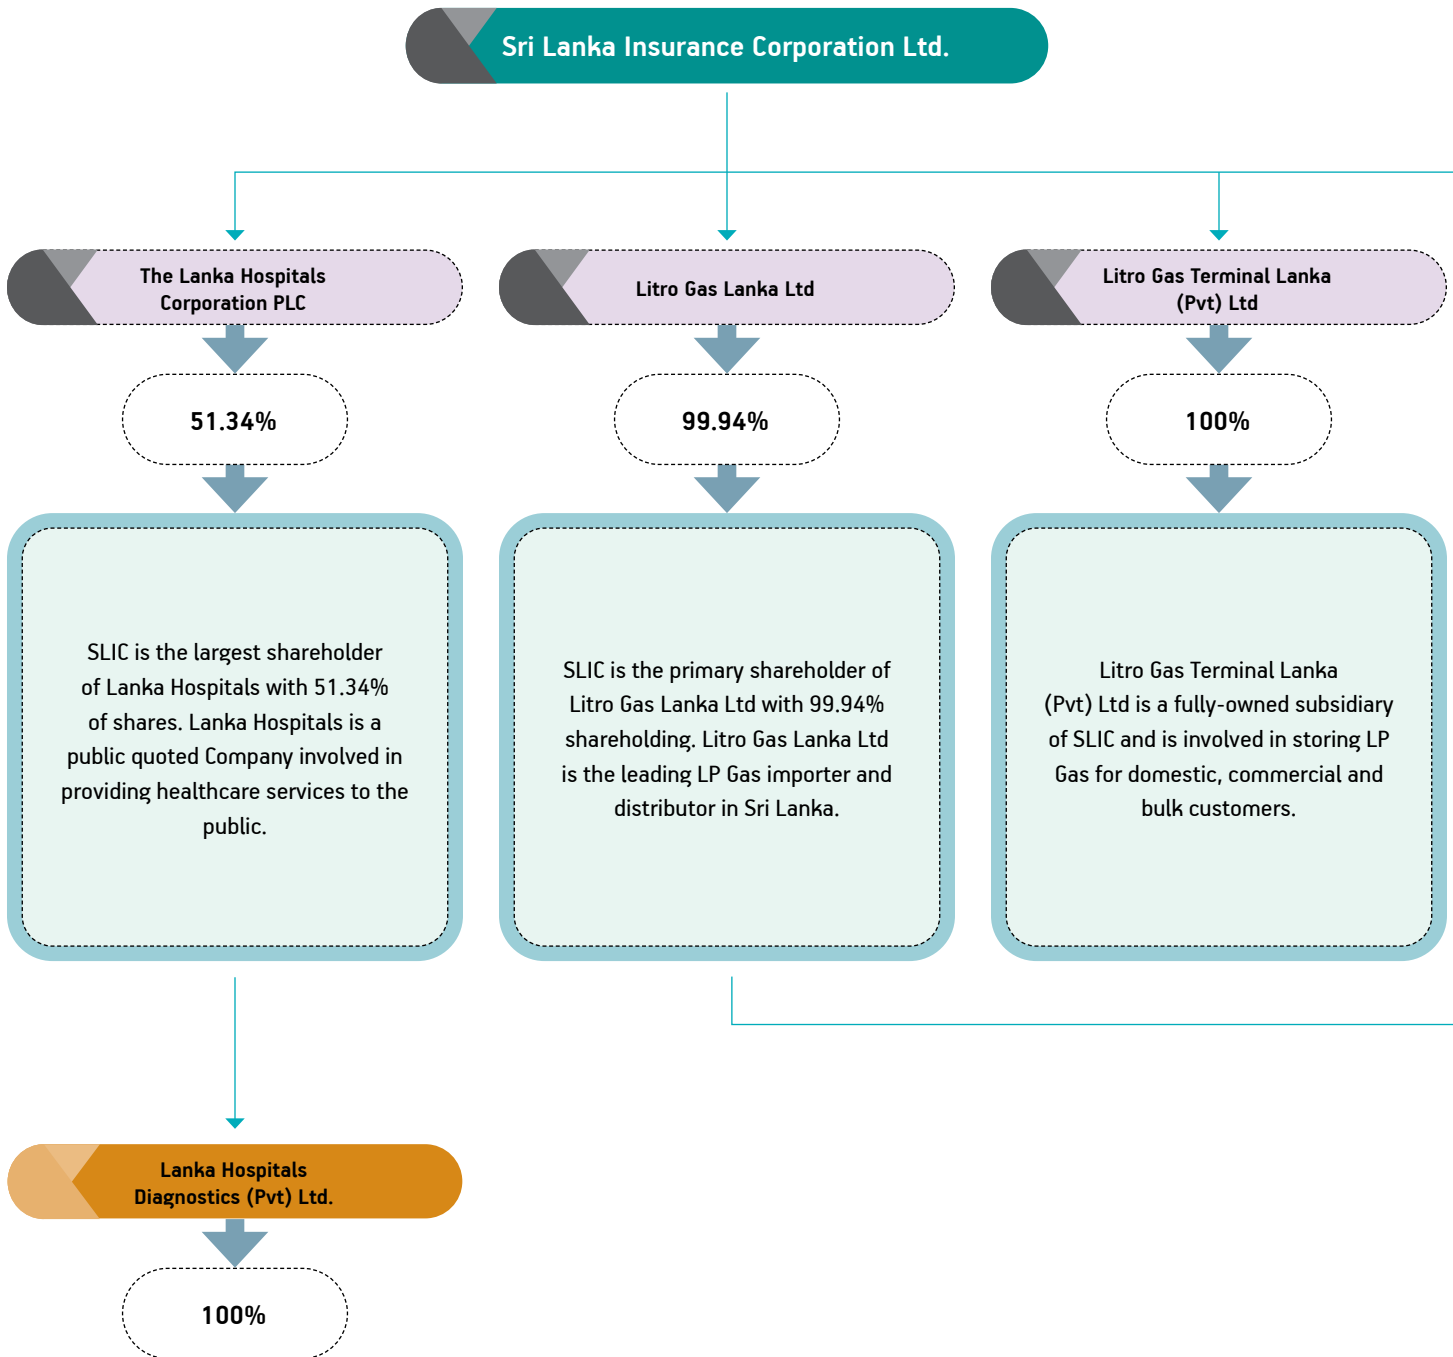 Sri Lanka Insurance Corporation Ltd.
The Lanka Hospitals
Corporation PLC
51.34%
SLIC is the largest shareholder
of Lanka Hospitals with 51.34%
of shares. Lanka Hospitals is a
public quoted Company involved in
providing healthcare services to the
public.
Litro Gas Lanka Ltd
99.94%
SLIC is the primary shareholder of
Litro Gas Lanka Ltd with 99.94%
shareholding. Litro Gas Lanka Ltd
is the leading LP Gas importer and
distributor in Sri Lanka.
Litro Gas Terminal Lanka
(Pvt) Ltd
100%
Litro Gas Terminal Lanka
(Pvt) Ltd is a fully-owned subsidiary
of SLIC and is involved in storing LP
Gas for domestic, commercial and
bulk customers.
Lanka Hospitals
Diagnostics (Pvt) Ltd.
100%